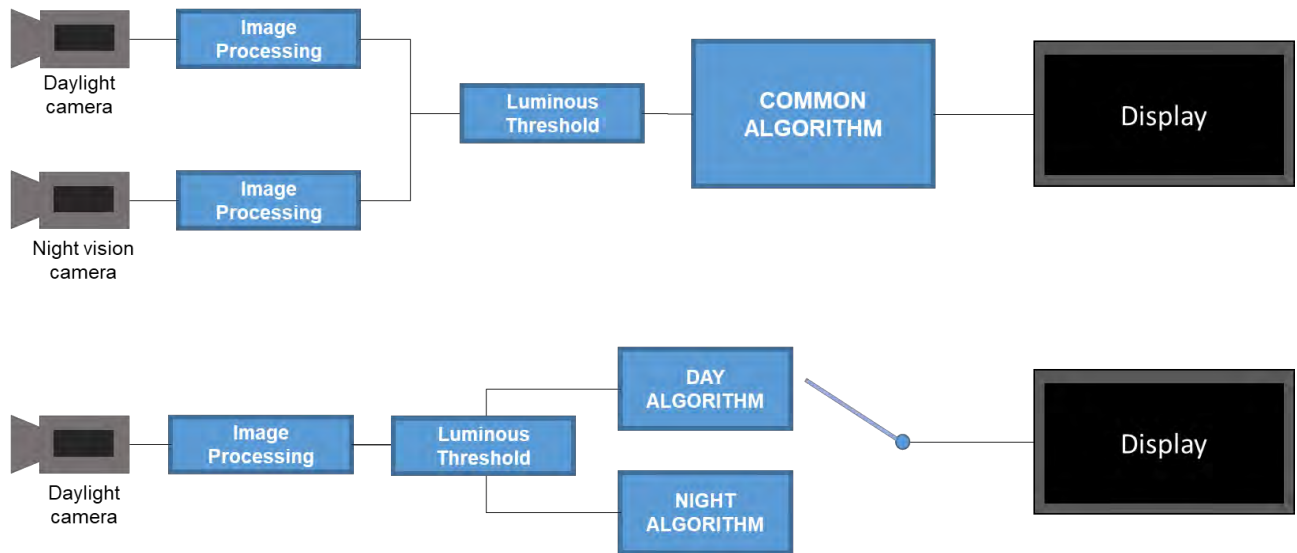 Image
Processing
Daylight
camera
Luminous
Threshold
COMMON
ALGORITHM
Display
Image
Processing
Night vision
camera
DAY
ALGORITHM
Image
Processing
Luminous
Threshold
Display
Daylight
camera
NIGHT
ALGORITHM